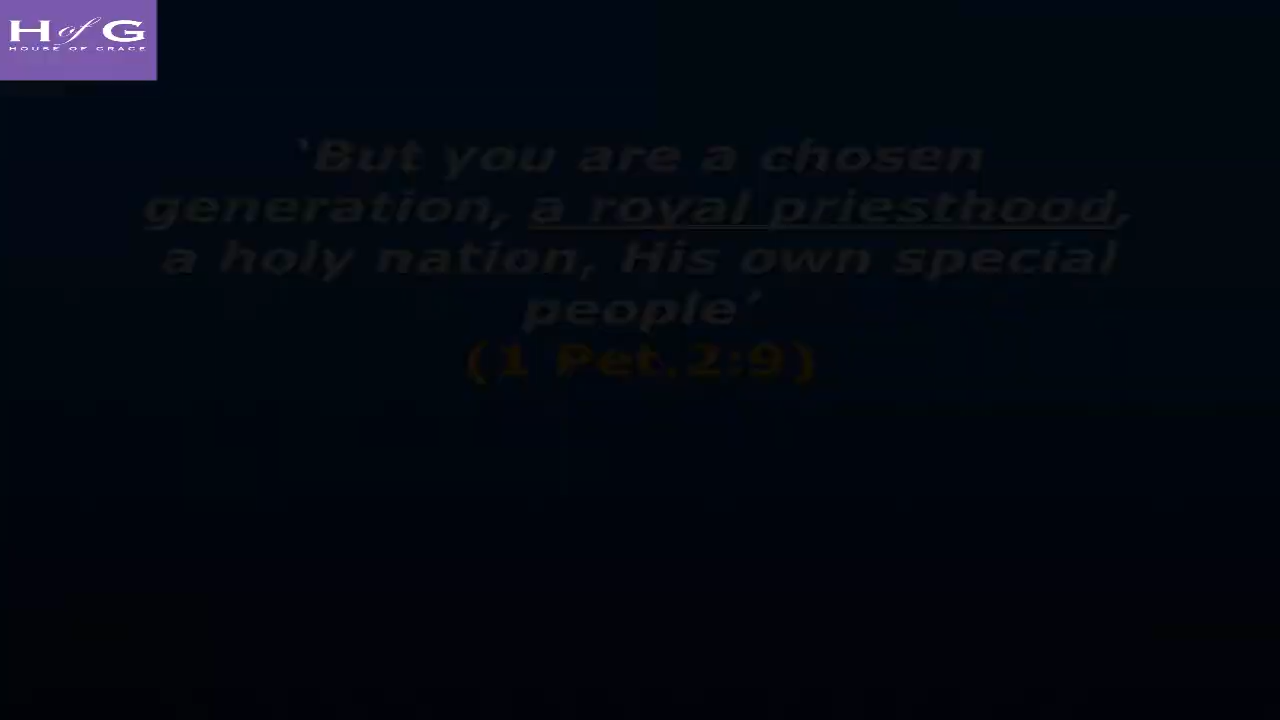 H of G
HOUSE OF GRACE
‘But you are a chosen
generation, a royal priesthood,
a holy nation, His own special
people’
(1 Pet.2:9)